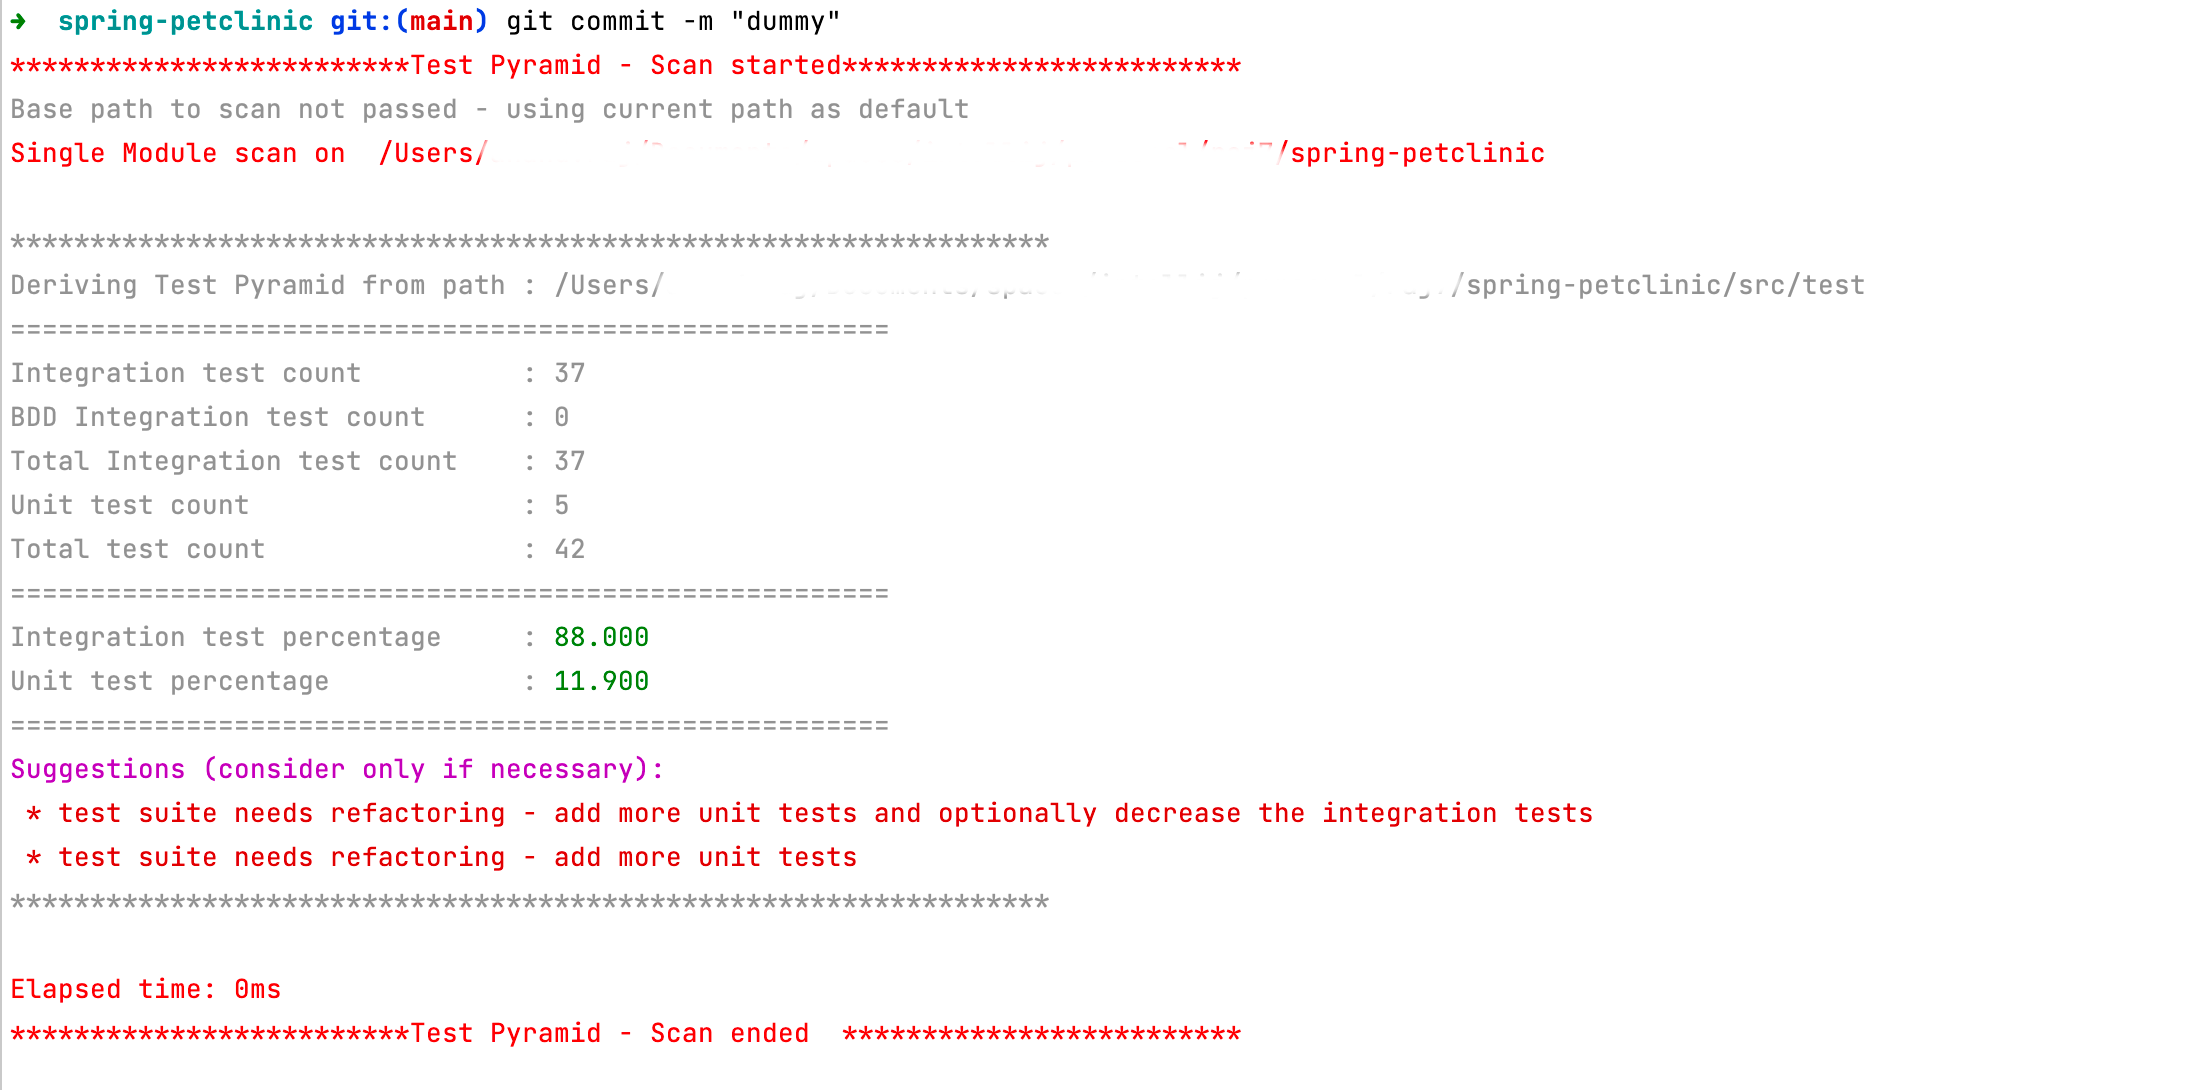 ➜  spring-petclinic git:(main) git commit -m "dummy"
*************************Test Pyramid - Scan started*************************
Base path to scan not passed - using current path as default
Single Module scan on  /Users/ /spring-petclinic
*****************************************************************
Deriving Test Pyramid from path : /Users/ /spring-petclinic/src/test
=======================================================
Integration test count          : 37
BDD Integration test count      : 0
Total Integration test count    : 37
Unit test count                 : 5
Total test count                : 42
=======================================================
Integration test percentage     : 88.000
Unit test percentage            : 11.900
=======================================================
Suggestions (consider only if necessary):
 * test suite needs refactoring - add more unit tests and optionally decrease the integration tests
 * test suite needs refactoring - add more unit tests
*****************************************************************
Elapsed time: 0ms
*************************Test Pyramid - Scan ended  *************************